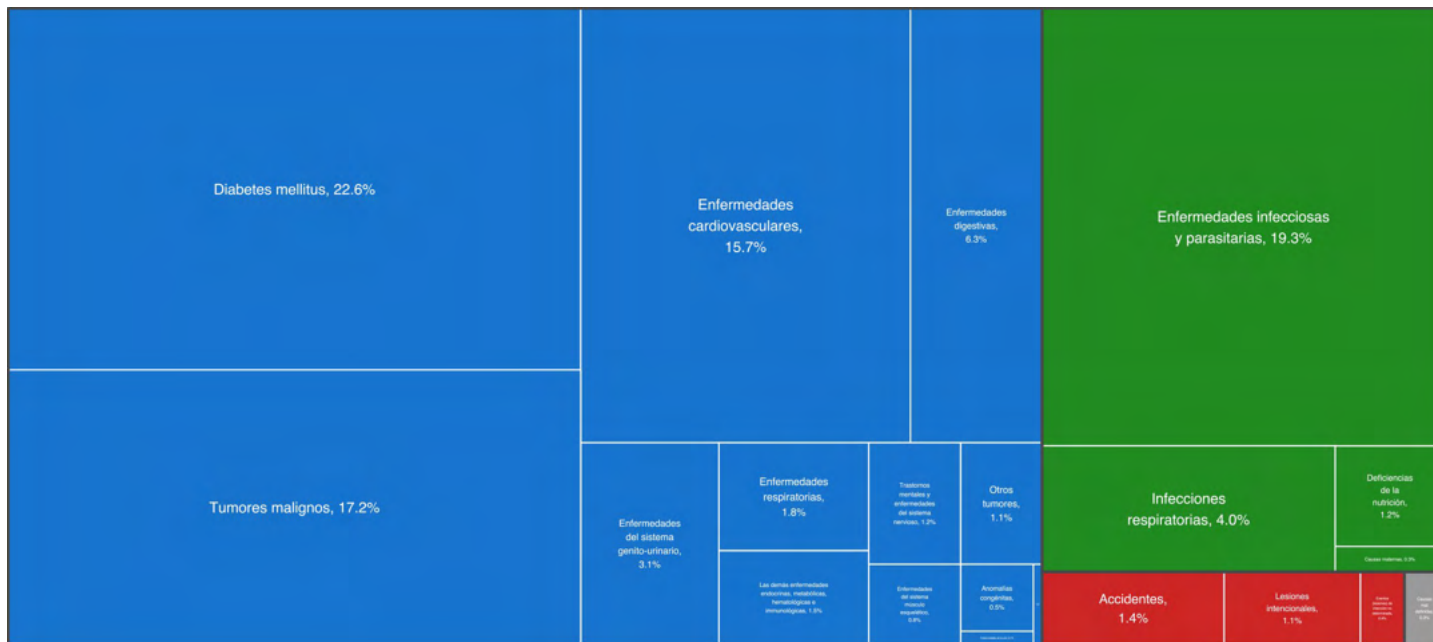 Diabetes mellitus, 22.6%
Tumores malignos, 17.2%
Enfermedades
cardiovasculares,
15.7%
Enfermedades
digestivas,
6.3%
Enfermedades
del sistema
genito-urinario,
3.1%
Enfermedades
respiratorias,
1.8%
Las demás enfermedades
endocrinas, metabólicas,
hematológicas e
inmunológicas, 1.5%
Trastornos
mentales y
enfermedades
del sistema
nervioso, 1.2%
Otros
tumores,
1.1%
Enfermedades
del sistema
músculo
esquelético,
Anomalías
congénitas,
0.5%
Enfermedades infecciosas
y parasitarias, 19.3%
Infecciones
respiratorias, 4.0%
Deficiencias
de la
nutrición,
1.2%
Causas maternas, 0.3%
Accidentes,
1.4%
Lesiones
intencionales,
1.1%